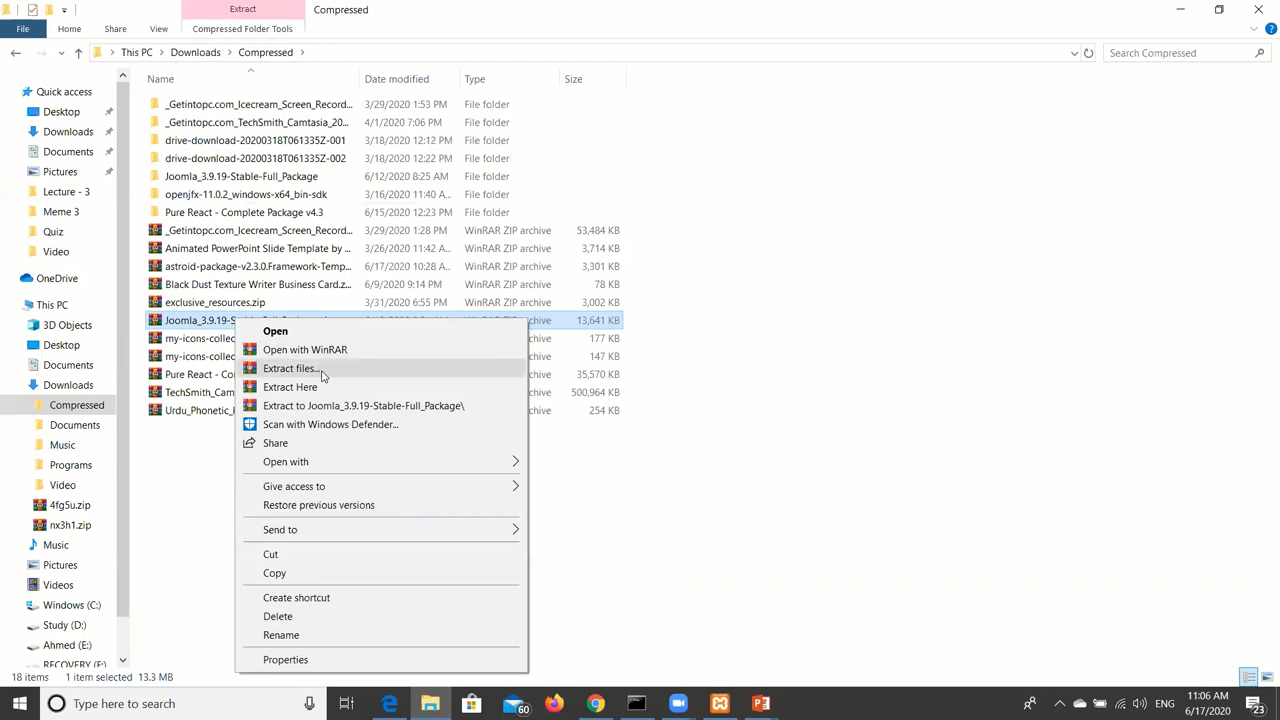 Extract
Compressed
File
Home
Share
View
Compressed Folder Tools
This PC
Downloads
Compressed
Search Compressed
Name
Date modified
Type
Size
Quick access
Desktop
Downloads
Documents
Pictures
Lecture - 3
Meme 3
Quiz
Video
OneDrive
This PC
3D Objects
Desktop
Documents
Downloads
Compressed
Documents
Music
Programs
Video
4fg5u.zip
nx3h1.zip
Music
Pictures
Videos
Windows (C:)
Study (D:)
Ahmed (E:)
RECOVERY (F:)
_Getintopc.com_Icecream_Screen_Record... 3/29/2020 1:53 PM File folder
_Getintopc.com_TechSmith_Camtasia_20... 4/1/2020 7:06 PM File folder
drive-download-20200318T061335Z-001 3/18/2020 12:12 PM File folder
drive-download-20200318T061335Z-002 3/18/2020 12:22 PM File folder
Joomla_3.9.19-Stable-Full_Package 6/12/2020 8:25 AM File folder
openjfx-11.0.2_windows-x64_bin-sdk 3/16/2020 11:40 A... File folder
Pure React - Complete Package v4.3 6/15/2020 12:23 PM File folder
_Getintopc.com_Icecream_Screen_Record... 3/29/2020 1:28 PM WinRAR ZIP archive 53,484 KB
Animated PowerPoint Slide Template by ... 3/26/2020 11:42 A... WinRAR ZIP archive 3,714 KB
astroid-package-v2.3.0.Framework-Temp... 6/17/2020 10:28 A... WinRAR ZIP archive 3,301 KB
Black Dust Texture Writer Business Card.z... 6/9/2020 9:14 PM WinRAR ZIP archive 78 KB
exclusive_resources.zip 3/31/2020 6:55 PM WinRAR ZIP archive 3,002 KB
Joomla_3.9.19-S archive 13,641 KB
my-icons-collec archive 177 KB
my-icons-collec archive 147 KB
Pure React - Co archive 35,570 KB
TechSmith_Cam archive 500,964 KB
Urdu_Phonetic_ archive 254 KB
Open
Open with WinRAR
Extract files...
Extract Here
Extract to Joomla_3.9.19-Stable-Full_Package\
Scan with Windows Defender...
Share
Open with
Give access to
Restore previous versions
Send to
Cut
Copy
Create shortcut
Delete
Rename
Properties
18 items 1 item selected 13.3 MB
Type here to search
60
ENG
11:06 AM
6/17/2020
23